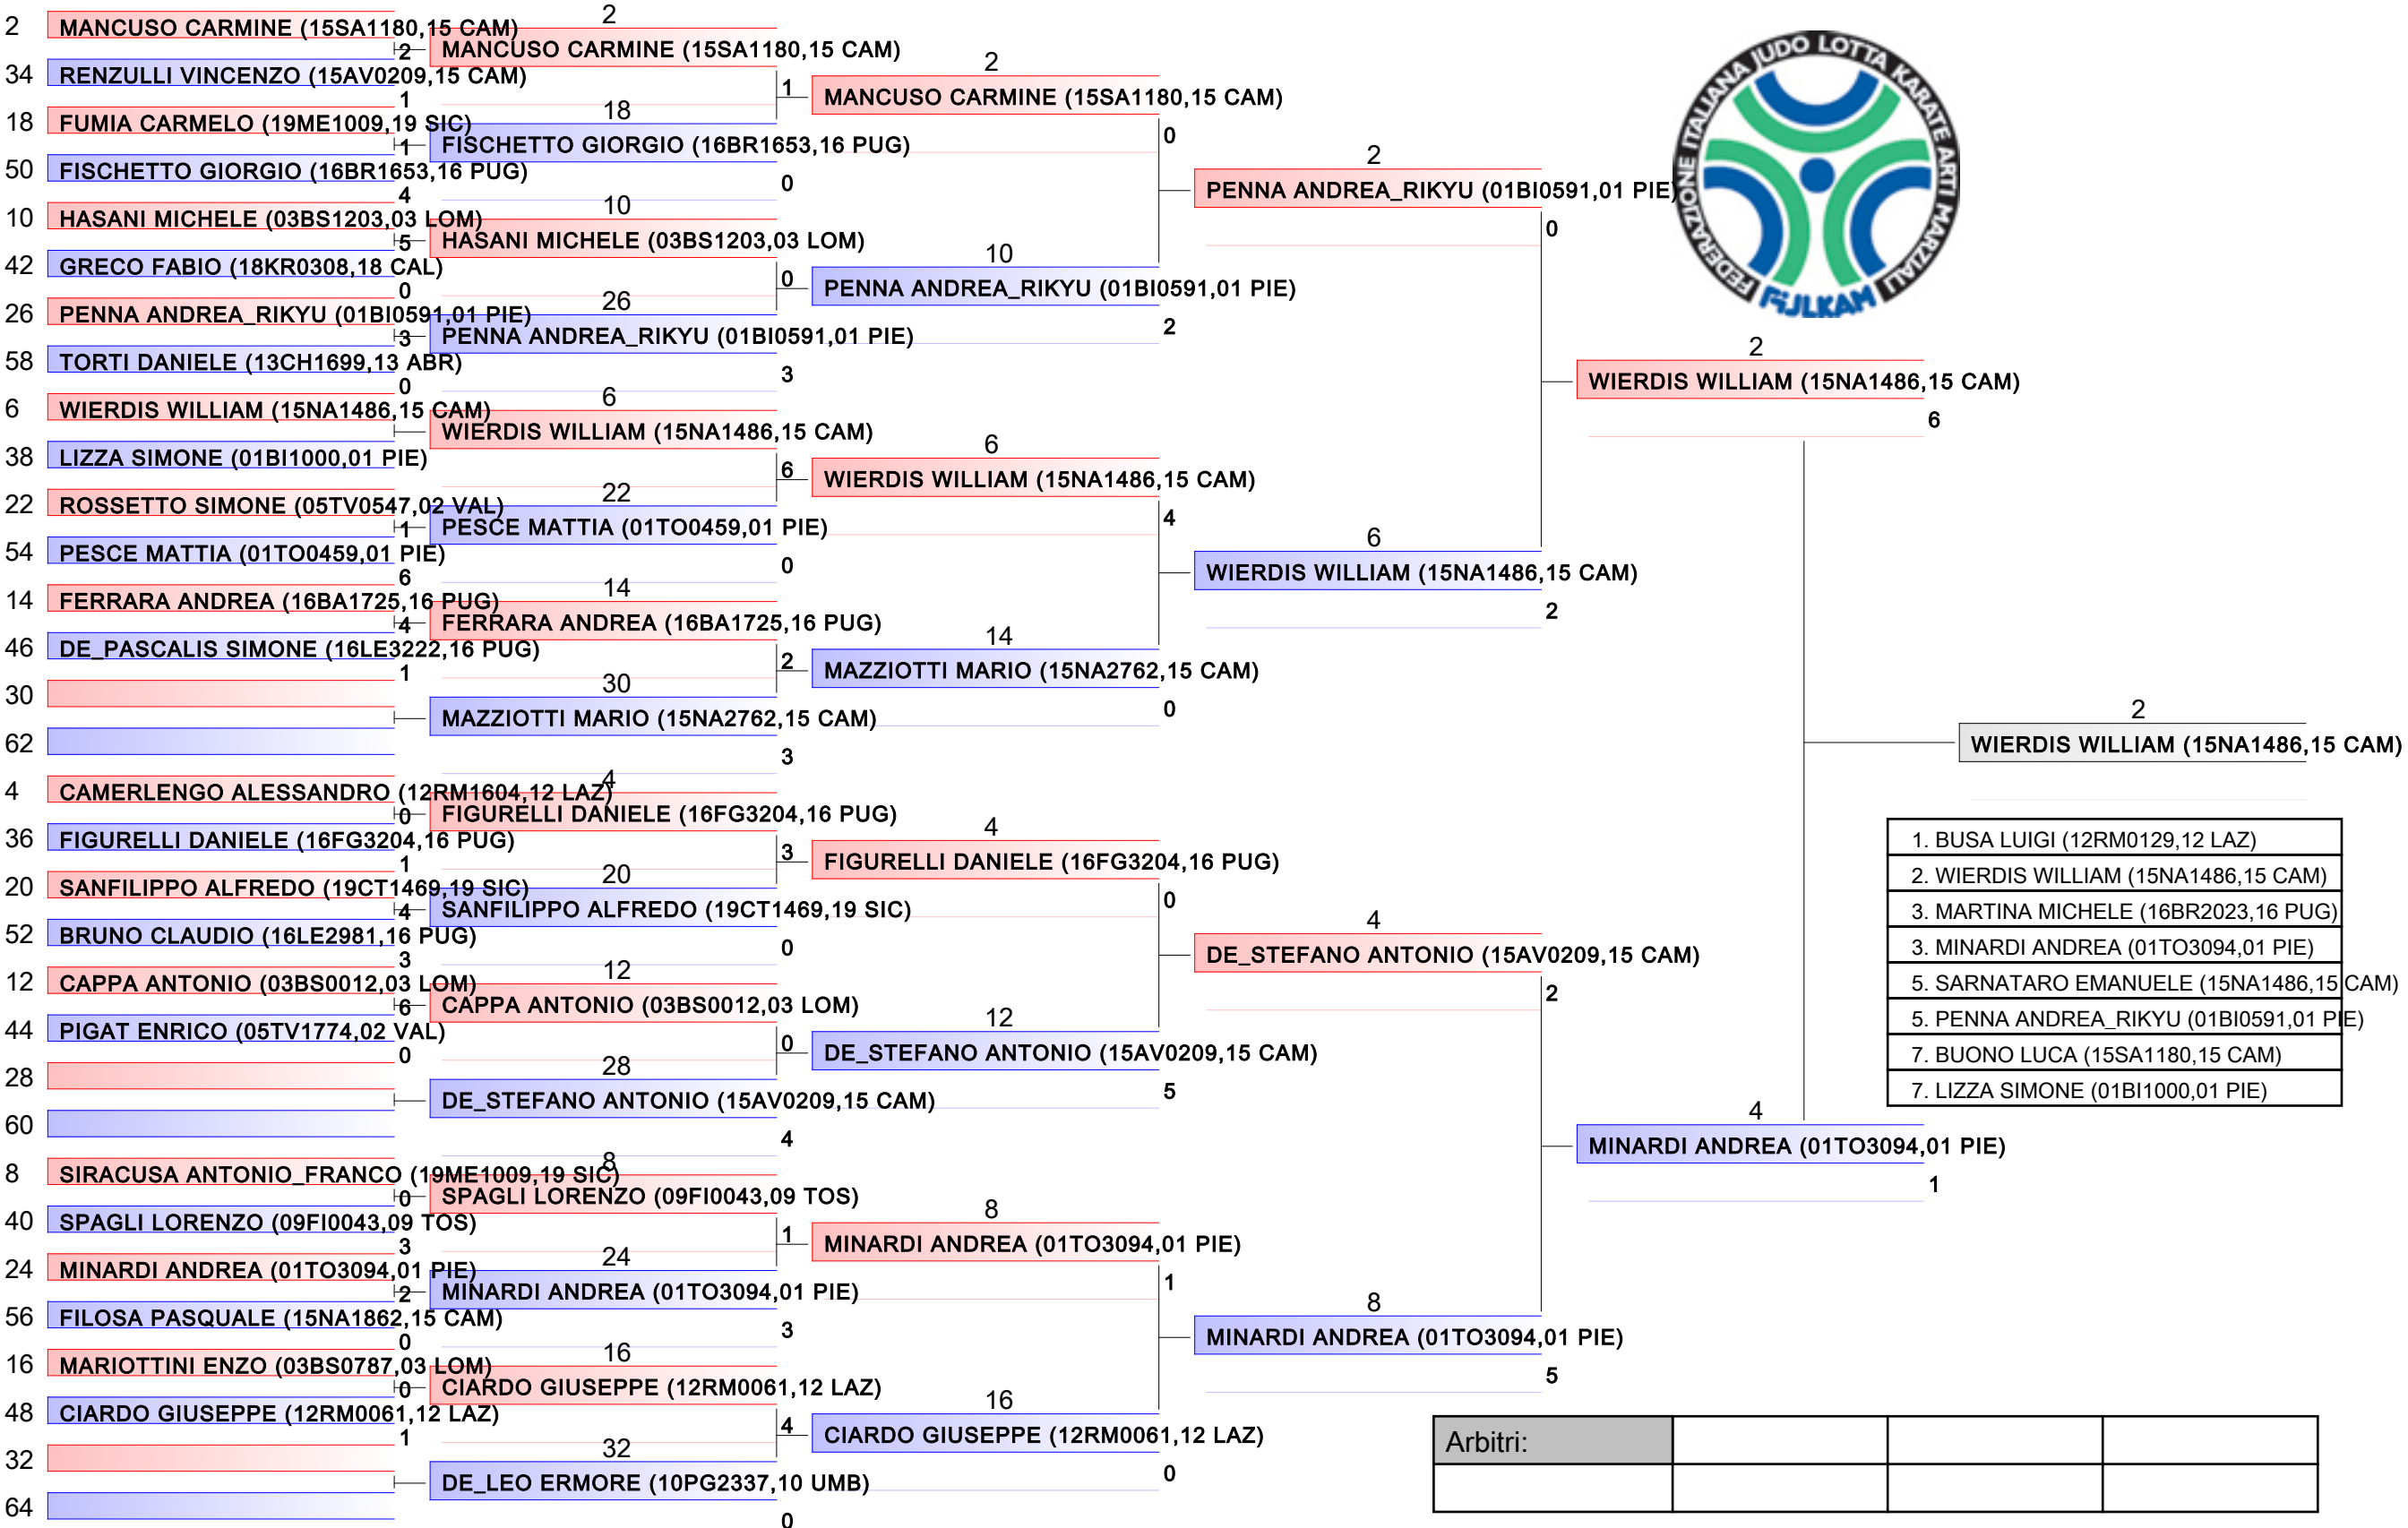 2 MANCUSO CARMINE (15SA1180,15 CAM)
2
34 RENZULLI VINCENZO (15AV0209,15 CAM)
1
18 FUMIA CARMELO (19ME1009,19 SIC)
1
50 FISCHETTO GIORGIO (16BR1653,16 PUG)
4
10 HASANI MICHELE (03BS1203,03 LOM)
5
42 GRECO FABIO (18KR0308,18 CAL)
0
26 PENNA ANDREA_RIKYU (01BI0591,01 PIE)
3
58 TORTI DANIELE (13CH1699,13 ABR)
0
6 WIERDIS WILLIAM (15NA1486,15 CAM)
38 LIZZA SIMONE (01BI1000,01 PIE)
22 ROSSETTO SIMONE (05TV0547,02 VAL)
1
54 PESCE MATTIA (01TO0459,01 PIE)
6
14 FERRARA ANDREA (16BA1725,16 PUG)
4
46 DE_PASCALIS SIMONE (16LE3222,16 PUG)
1
30
62
4 CAMERLENGO ALESSANDRO (12RM1604,12 LAZ)
0
36 FIGURELLI DANIELE (16FG3204,16 PUG)
1
20 SANFILIPPO ALFREDO (19CT1469,19 SIC)
4
52 BRUNO CLAUDIO (16LE2981,16 PUG)
3
12 CAPPA ANTONIO (03BS0012,03 LOM)
6
44 PIGAT ENRICO (05TV1774,02 VAL)
0
28
60
8 SIRACUSA ANTONIO_FRANCO (19ME1009,19 SIC)
0
40 SPAGLI LORENZO (09FI0043,09 TOS)
3
24 MINARDI ANDREA (01TO3094,01 PIE)
2
56 FILOSA PASQUALE (15NA1862,15 CAM)
0
16 MARIOTTINI ENZO (03BS0787,03 LOM)
0
48 CIARDO GIUSEPPE (12RM0061,12 LAZ)
1
32
64
2
MANCUSO CARMINE (15SA1180,15 CAM)
1
18
FISCHETTO GIORGIO (16BR1653,16 PUG)
0
10
HASANI MICHELE (03BS1203,03 LOM)
0
26
PENNA ANDREA_RIKYU (01BI0591,01 PIE)
3
6
WIERDIS WILLIAM (15NA1486,15 CAM)
6
22
PESCE MATTIA (01TO0459,01 PIE)
0
14
FERRARA ANDREA (16BA1725,16 PUG)
2
30
MAZZIOTTI MARIO (15NA2762,15 CAM)
3
4
FIGURELLI DANIELE (16FG3204,16 PUG)
3
20
SANFILIPPO ALFREDO (19CT1469,19 SIC)
0
12
CAPPA ANTONIO (03BS0012,03 LOM)
0
28
DE_STEFANO ANTONIO (15AV0209,15 CAM)
4
8
SPAGLI LORENZO (09FI0043,09 TOS)
1
24
MINARDI ANDREA (01TO3094,01 PIE)
3
16
CIARDO GIUSEPPE (12RM0061,12 LAZ)
4
32
DE_LEO ERMORE (10PG2337,10 UMB)
0
2
MANCUSO CARMINE (15SA1180,15 CAM)
0
10
PENNA ANDREA_RIKYU (01BI0591,01 PIE)
2
6
WIERDIS WILLIAM (15NA1486,15 CAM)
4
14
MAZZIOTTI MARIO (15NA2762,15 CAM)
0
4
FIGURELLI DANIELE (16FG3204,16 PUG)
0
12
DE_STEFANO ANTONIO (15AV0209,15 CAM)
5
8
MINARDI ANDREA (01TO3094,01 PIE)
1
16
CIARDO GIUSEPPE (12RM0061,12 LAZ)
0
2
PENNA ANDREA_RIKYU (01BI0591,01 PIE)
0
6
WIERDIS WILLIAM (15NA1486,15 CAM)
2
4
DE_STEFANO ANTONIO (15AV0209,15 CAM)
2
8
MINARDI ANDREA (01TO3094,01 PIE)
5
2
WIERDIS WILLIAM (15NA1486,15 CAM)
6
4
MINARDI ANDREA (01TO3094,01 PIE)
1
2
WIERDIS WILLIAM (15NA1486,15 CAM)
FEDERAZIONE ITALIANA JUDO LOTTA KARATE ARTI MARZIALI
FIJLKAM
1. BUSA LUIGI (12RM0129,12 LAZ)
2. WIERDIS WILLIAM (15NA1486,15 CAM)
3. MARTINA MICHELE (16BR2023,16 PUG)
3. MINARDI ANDREA (01TO3094,01 PIE)
5. SARNATARO EMANUELE (15NA1486,15 CAM)
5. PENNA ANDREA_RIKYU (01BI0591,01 PIE)
7. BUONO LUCA (15SA1180,15 CAM)
7. LIZZA SIMONE (01BI1000,01 PIE)
Arbitri: